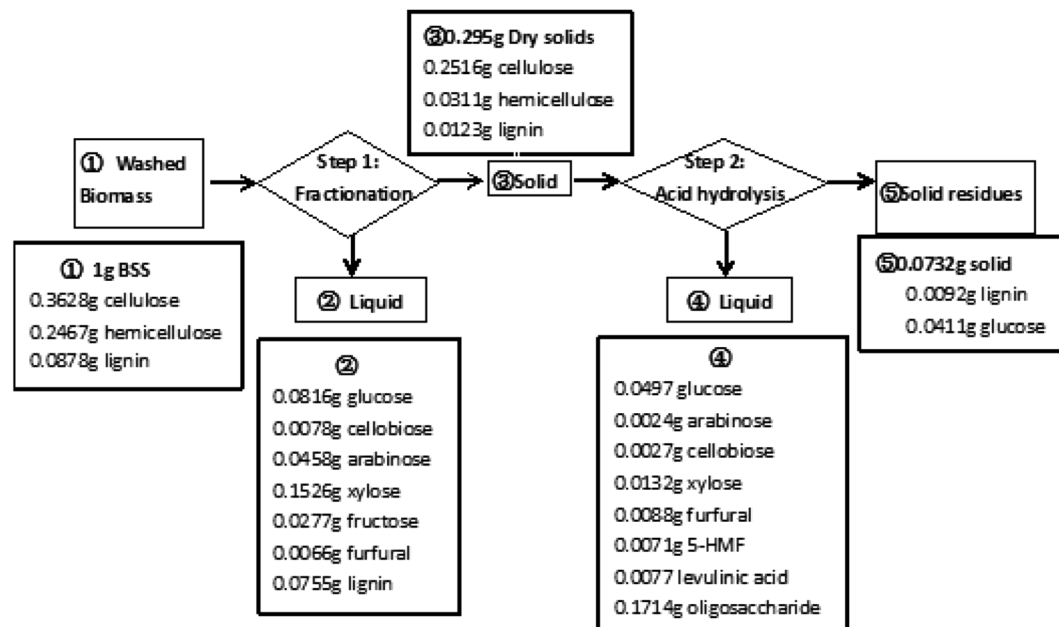 ③0.295g Dry solids
0.2516g cellulose
0.0311g hemicellulose
0.0123g lignin
① Washed
Biomass
Step 1:
Fractionation
③Solid
Step 2:
Acid hydrolysis
⑤Solid residues
① 1g BSS
0.3628g cellulose
0.2467g hemicellulose
0.0878g lignin
② Liquid
④ Liquid
⑤0.0732g solid
0.0092g lignin
0.0411g glucose
②
0.0816g glucose
0.0078g cellobiose
0.0458g arabinose
0.1526g xylose
0.0277g fructose
0.0066g furfural
0.0755g lignin
④
0.0497 glucose
0.0024g arabinose
0.0027g cellobiose
0.0132g xylose
0.0088g furfural
0.0071g 5-HMF
0.0077 levulinic acid
0.1714g oligosaccharide